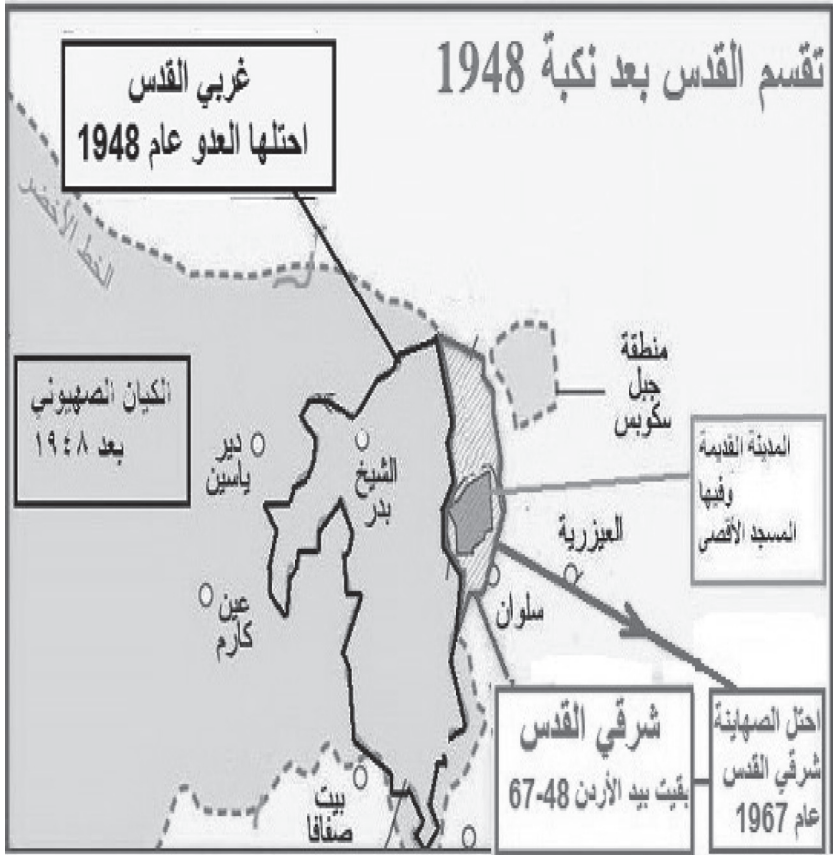 تقسم القدس بعد نكبة 1948
غربي القدس
احتلها العدو عام 1948
الخط الأخضر
منطقة
جبل
سكوبس
الكيان الصهيوني
بعد ١٩٤٨
دير
ياسين
الشيخ
بدر
المدينة القديمة
وفيها
المسجد الأقصى
العيزرية
سلوان
عين
كارم
شرقي القدس
بقيت بيد الأردن 48-67
احتل الصهاينة
شرقي القدس
عام 1967
بيت
صفافا